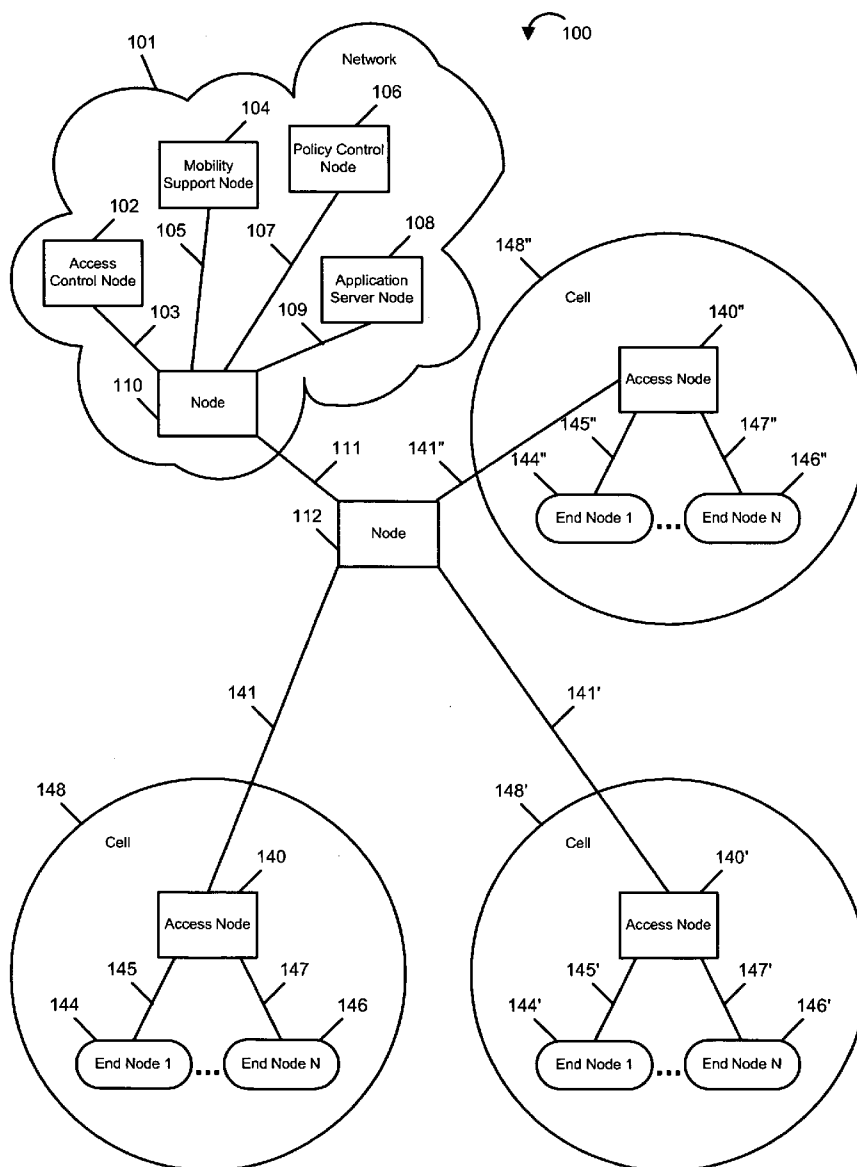 100
101
Network
104
106
Mobility
Support Node
Policy Control
Node
102
105
107
108
Access
Control Node
Application
Server Node
103
109
110
Node
111
141"
112
Node
148"
Cell
140"
Access Node
145"
147"
144"
146"
End Node 1
...
End Node N
141
141'
148
Cell
140
Access Node
145
147
144
146
End Node 1
...
End Node N
148'
Cell
140'
Access Node
145'
147'
144'
146'
End Node 1
...
End Node N